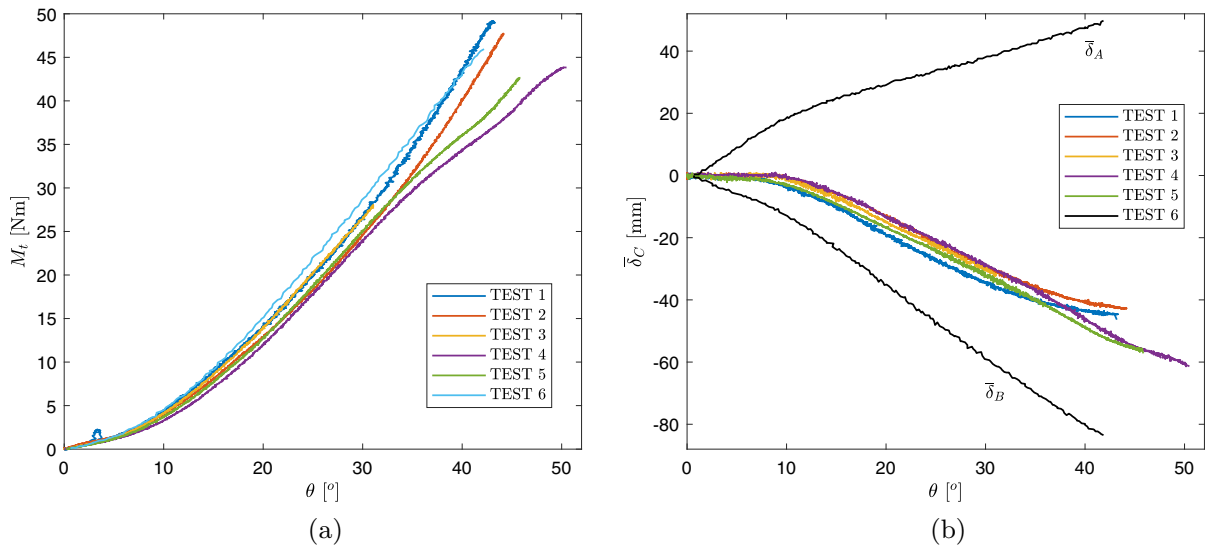 50
45
40
35
30
25
20
15
10
5
0
M_t [Nm]
TEST 1
TEST 2
TEST 3
TEST 4
TEST 5
TEST 6
0 10 20 30 40 50
θ [°]
(a)
40
20
0
-20
-40
-60
-80
δ̅_C [mm]
δ̅_A
TEST 1
TEST 2
TEST 3
TEST 4
TEST 5
TEST 6
δ̅_B
0 10 20 30 40 50
θ [°]
(b)